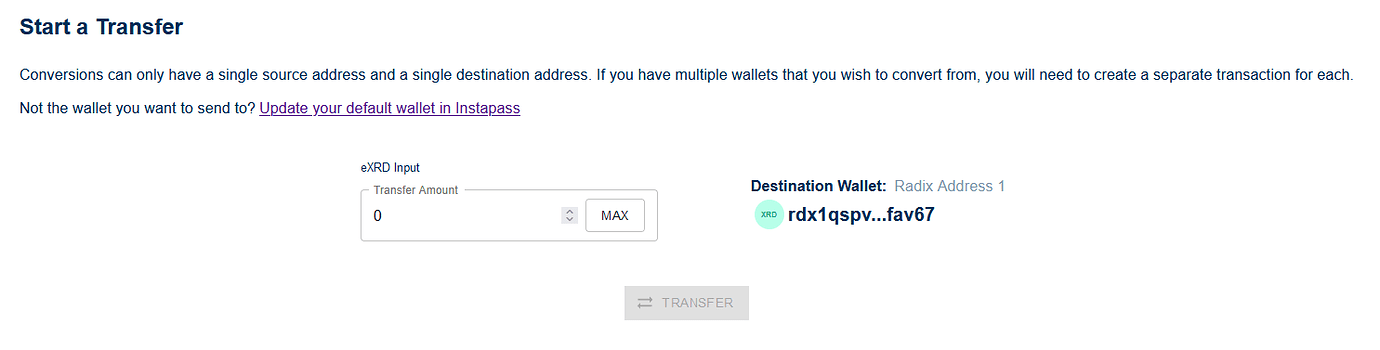 Start a Transfer
Conversions can only have a single source address and a single destination address. If you have multiple wallets that you wish to convert from, you will need to create a separate transaction for each.
Not the wallet you want to send to? Update your default wallet in Instapass
eXRD Input
Transfer Amount
0
MAX
Destination Wallet: Radix Address 1
XRD rdx1qspv...fav67
TRANSFER